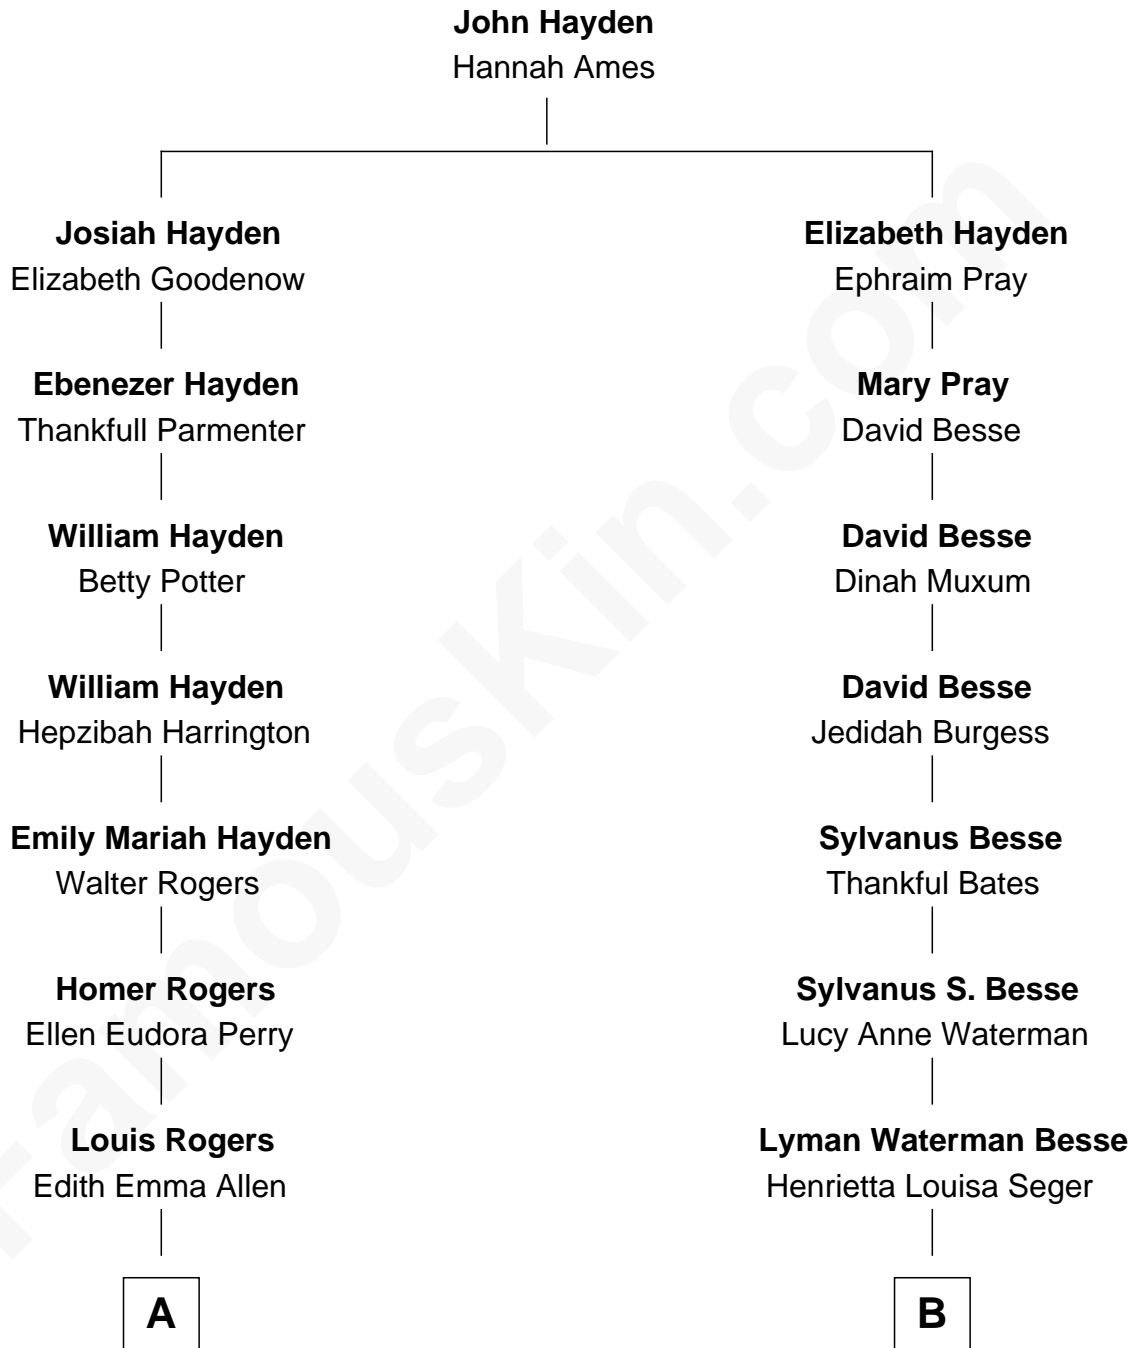 John Hayden
Hannah Ames
Josiah Hayden
Elizabeth Goodenow
Ebenezer Hayden
Thankfull Parmenter
William Hayden
Betty Potter
William Hayden
Hepzibah Harrington
Emily Mariah Hayden
Walter Rogers
Homer Rogers
Ellen Eudora Perry
Louis Rogers
Edith Emma Allen
A
Elizabeth Hayden
Ephraim Pray
Mary Pray
David Besse
David Besse
Dinah Muxum
David Besse
Jedidah Burgess
Sylvanus Besse
Thankful Bates
Sylvanus S. Besse
Lucy Anne Waterman
Lyman Waterman Besse
Henrietta Louisa Seger
B
FamousKin.com